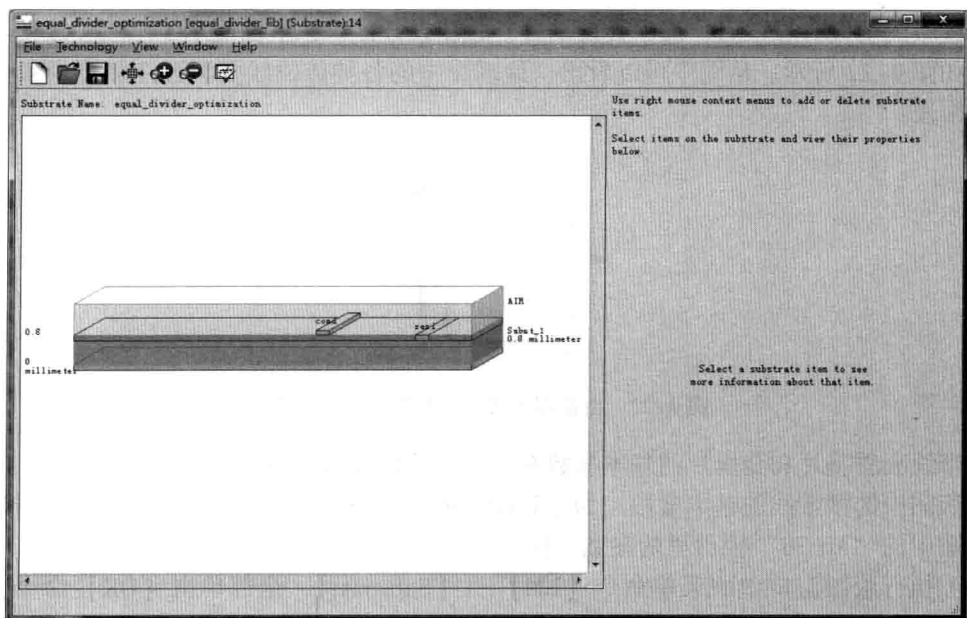 equal_divider_optimization [equal_divider_lib] (Substrate):14
File Technology View Window Help
Substrate Name: equal_divider_optimization
Use right mouse context menus to add or delete substrate
items.
Select items on the substrate and view their properties
below.
AIR
cond
resi
0.8
Subst_1
0.8 millimeter
0
millimeter
Select a substrate item to see
more information about that item.